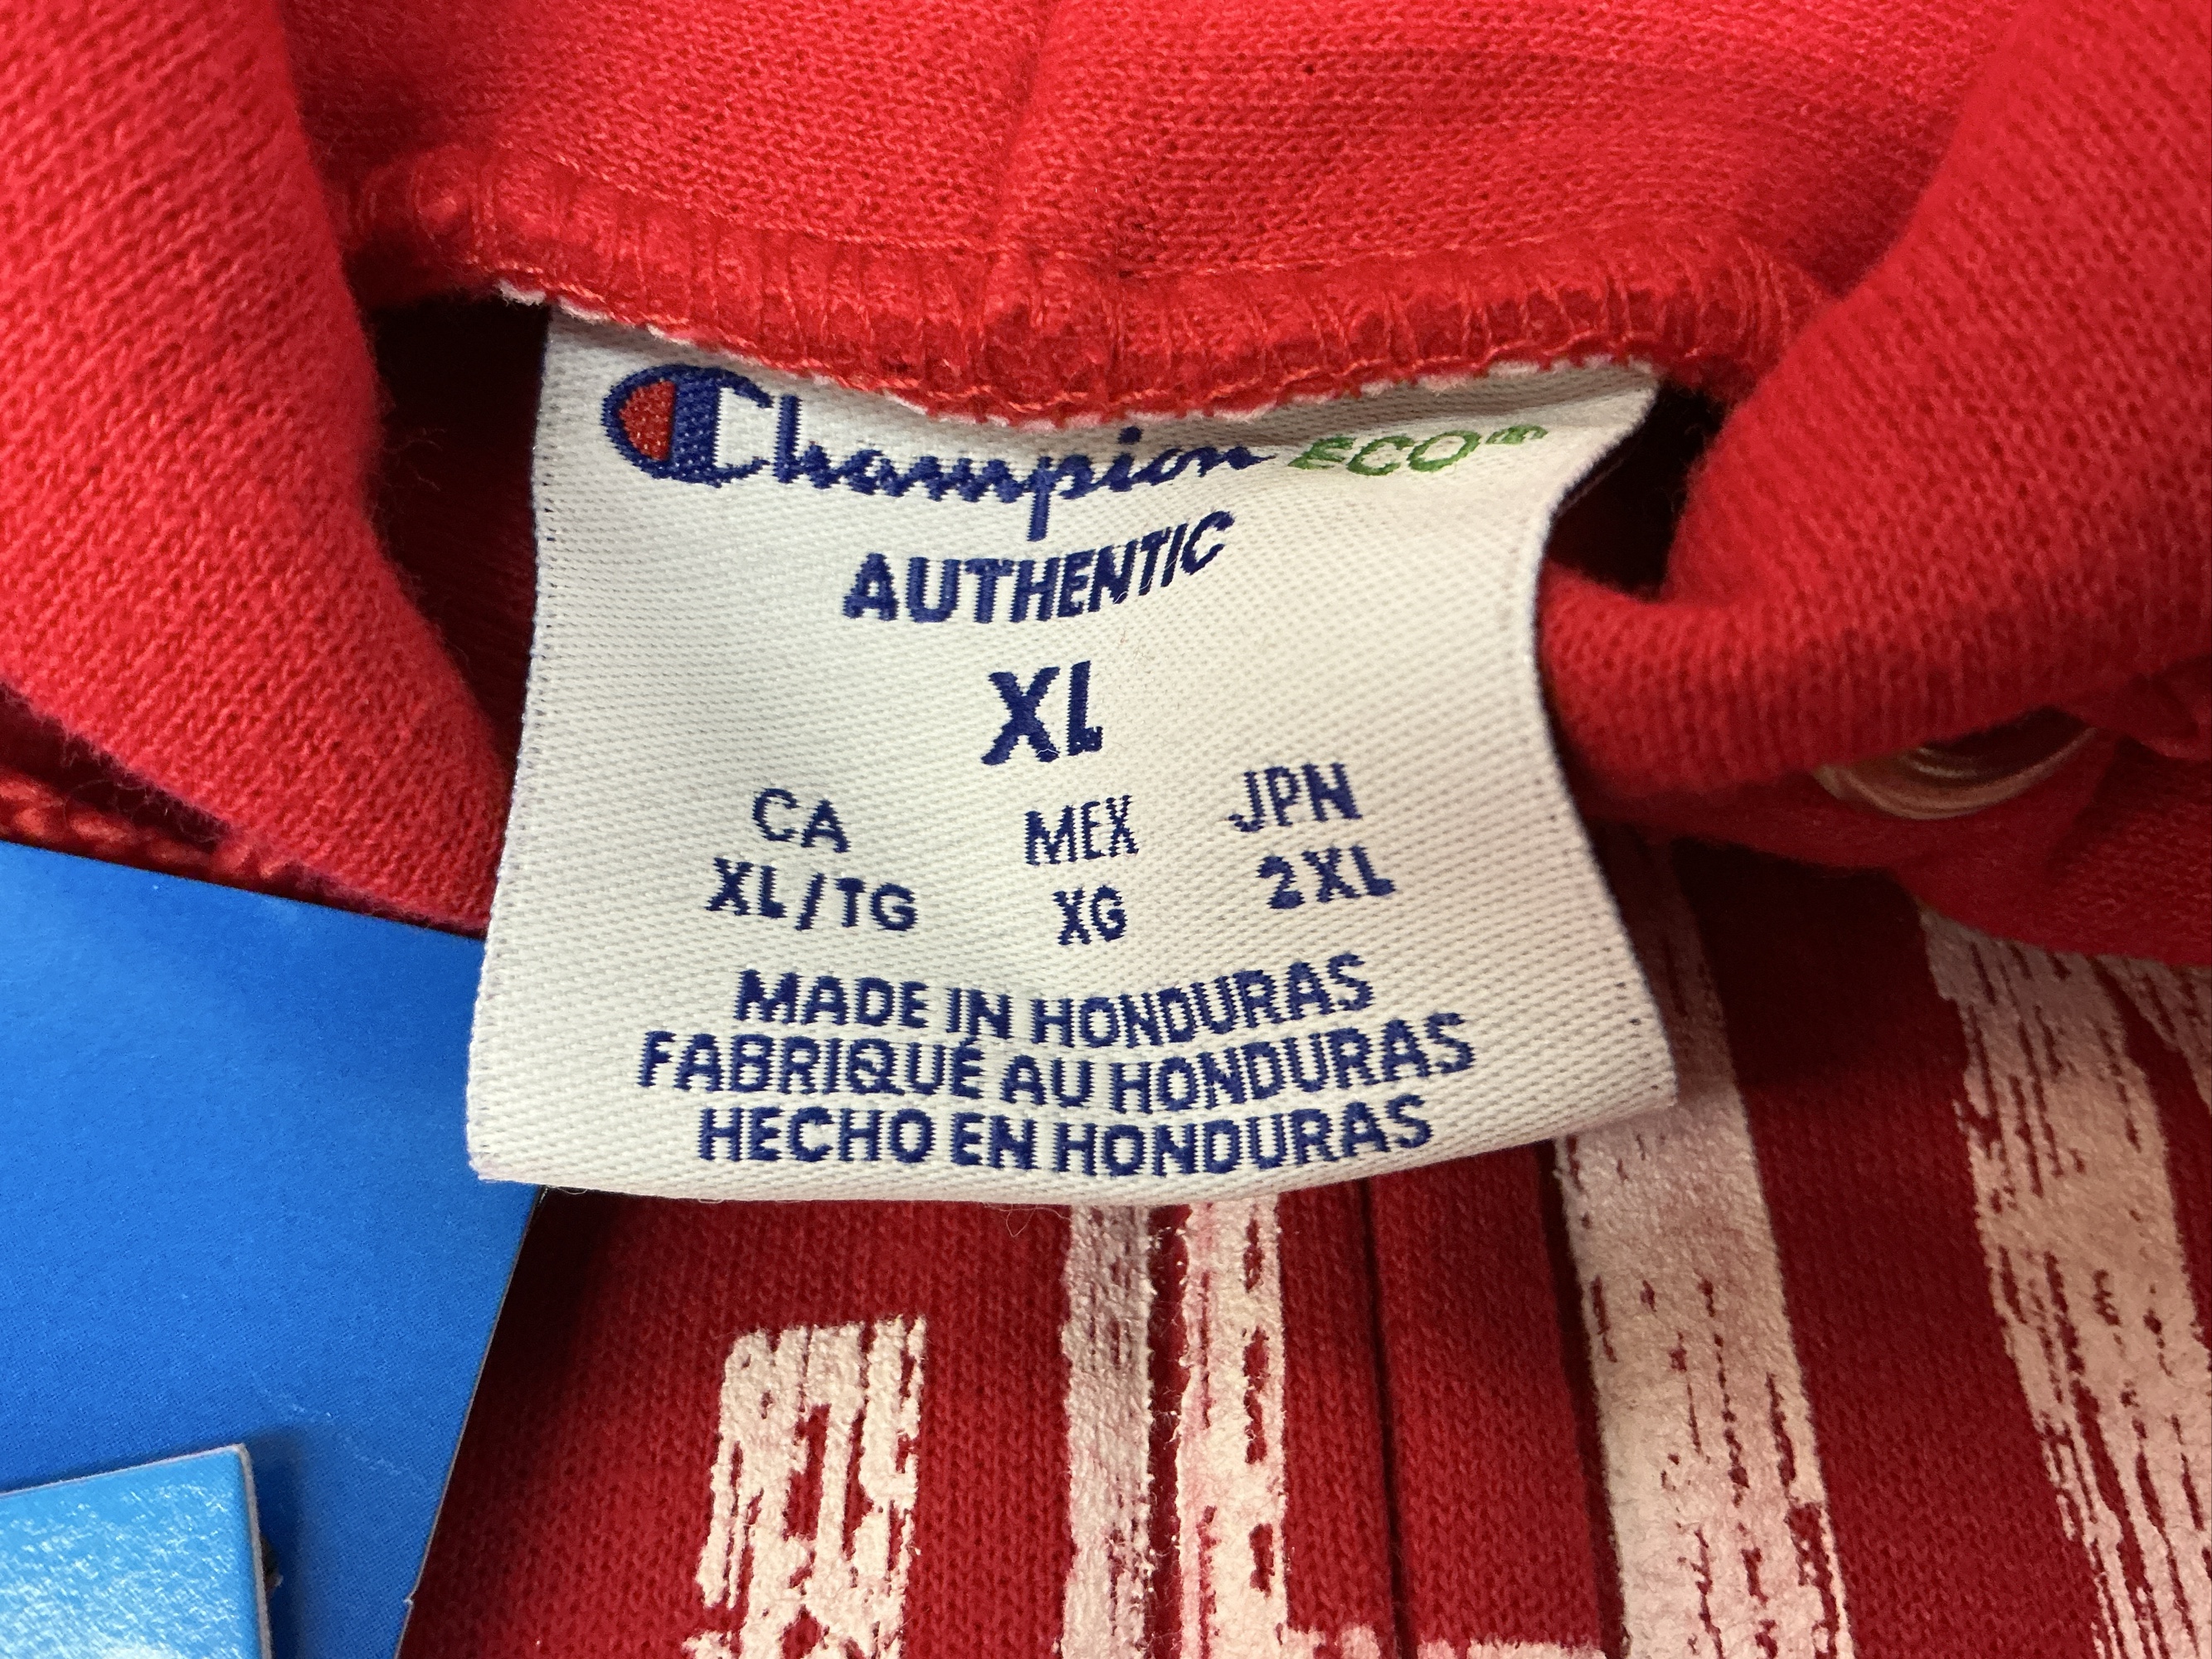 Champion ECO®
AUTHENTIC
XL
CA MEX JPN
XL/TG XG 2XL
MADE IN HONDURAS
FABRIQUÉ AU HONDURAS
HECHO EN HONDURAS